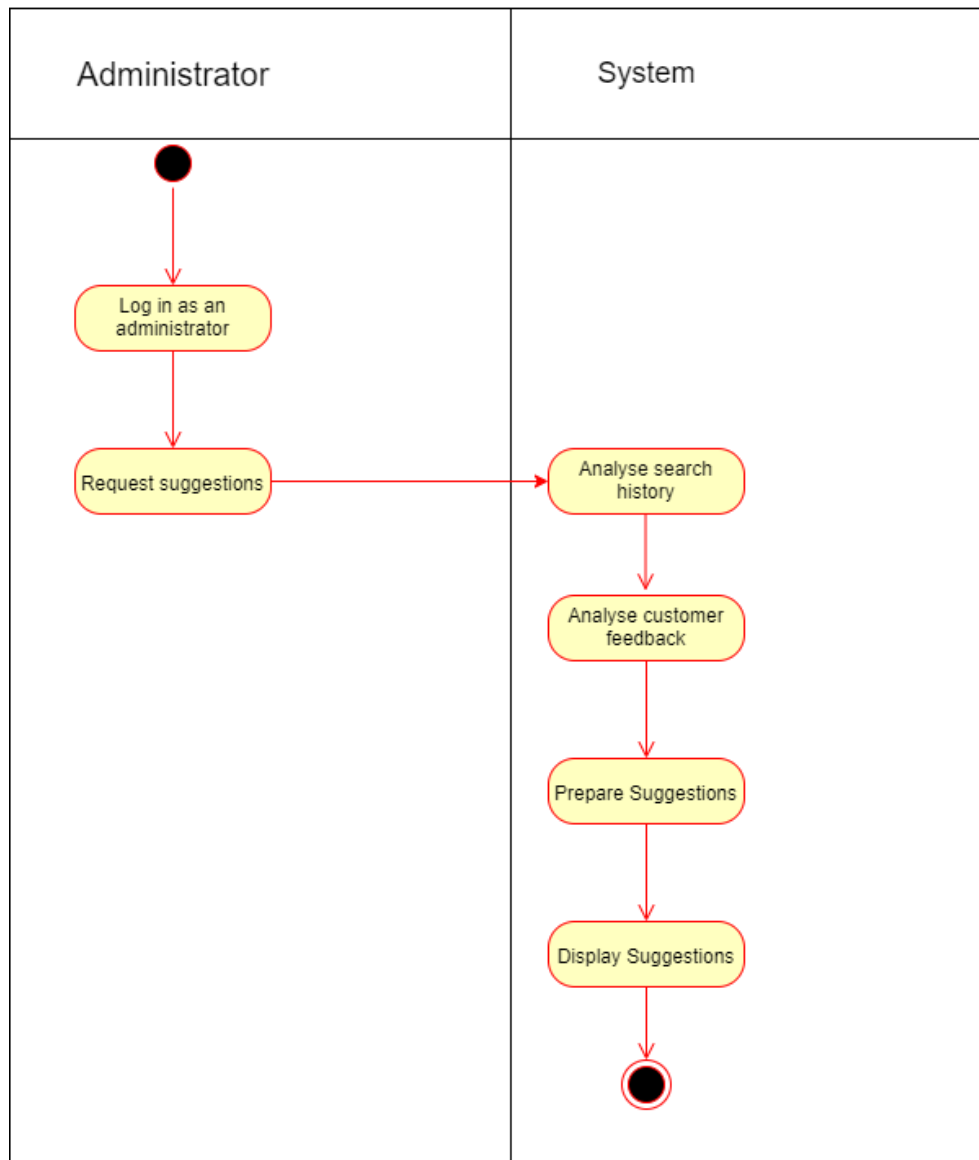 Administrator
System
Log in as an
administrator
Request suggestions
Analyse search
history
Analyse customer
feedback
Prepare Suggestions
Display Suggestions